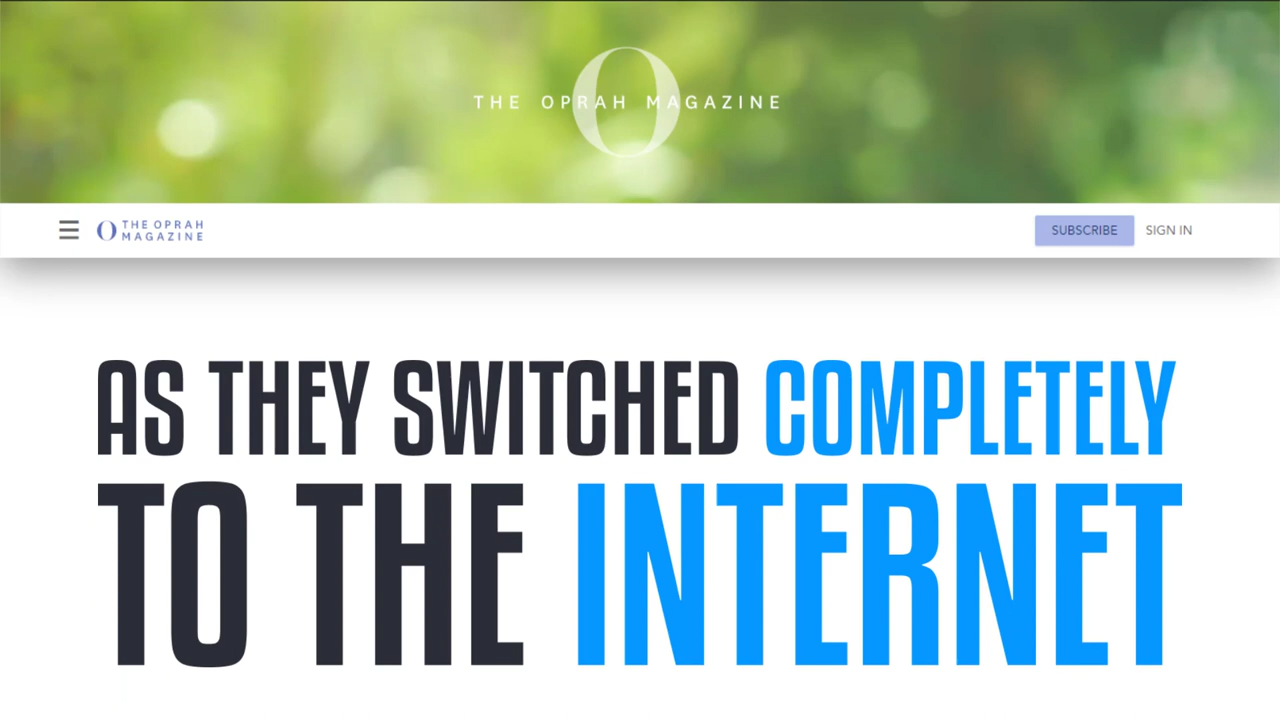 THE OPRAH MAGAZINE
O THE OPRAH
MAGAZINE
SUBSCRIBE
SIGN IN
AS THEY SWITCHED COMPLETELY
TO THE INTERNET